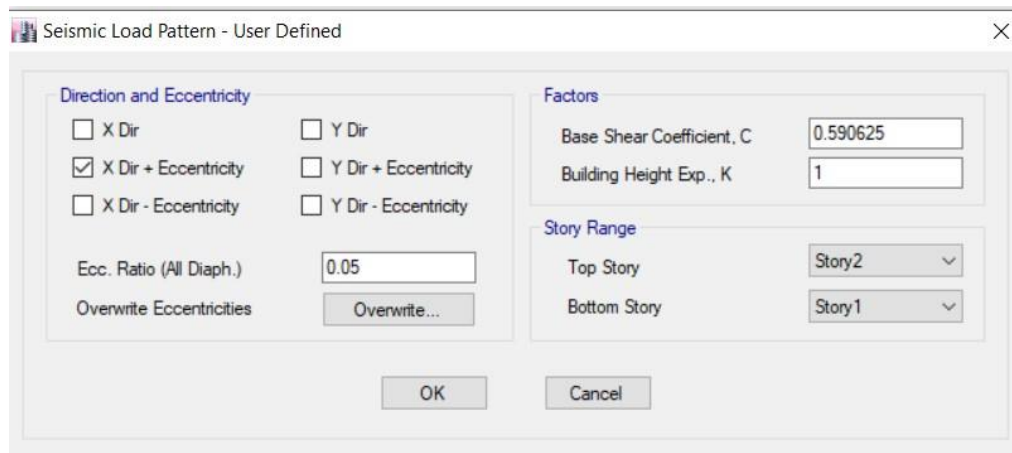 Seismic Load Pattern - User Defined
Direction and Eccentricity
X Dir
Y Dir
X Dir + Eccentricity
Y Dir + Eccentricity
X Dir - Eccentricity
Y Dir - Eccentricity
Ecc. Ratio (All Diaph.)
0.05
Overwrite Eccentricities
Overwrite...
Factors
Base Shear Coefficient, C
0.590625
Building Height Exp., K
1
Story Range
Top Story
Story2
Bottom Story
Story1
OK
Cancel